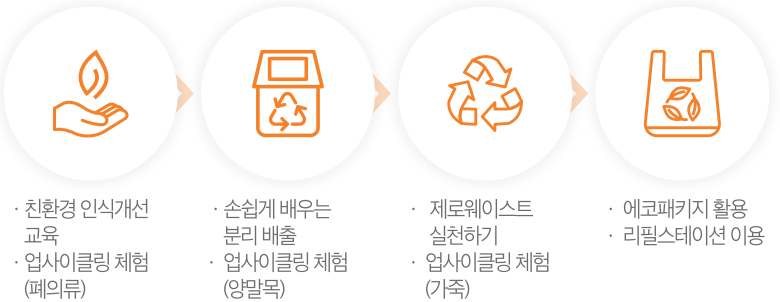 · 친환경 인식개선
교육
· 업사이클링 체험
(폐의류)
· 손쉽게 배우는
분리 배출
· 업사이클링 체험
(양말목)
· 제로웨이스트
실천하기
· 업사이클링 체험
(가죽)
· 에코패키지 활용
· 리필스테이션 이용